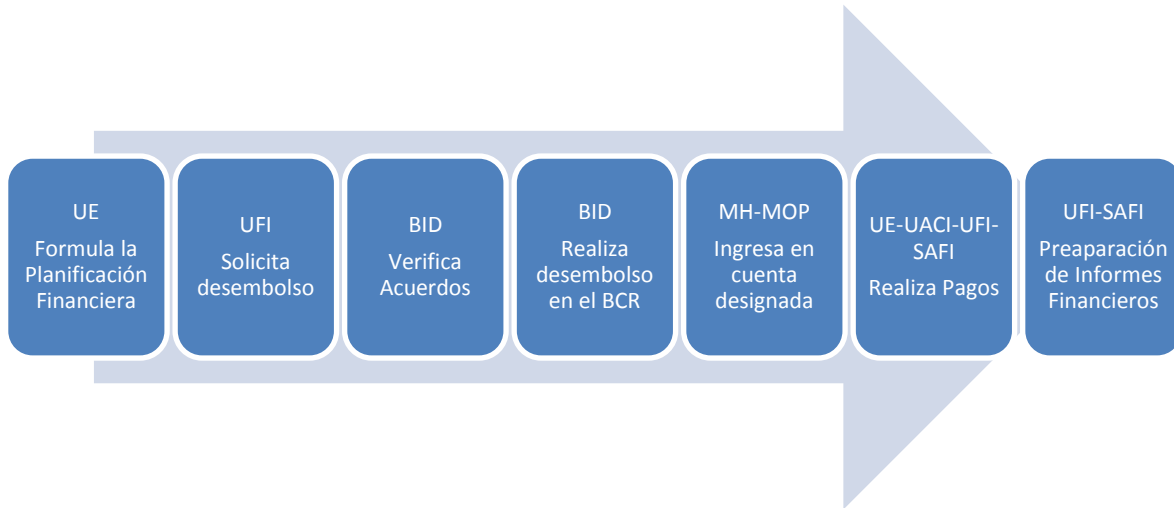 UE
Formula la
Planificación
Financiera
UFI
Solicita
desembolso
BID
Verifica
Acuerdos
BID
Realiza
desembolso
en el BCR
MH-MOP
Ingresa en
cuenta
designada
UE-UACI-UFI-
SAFI
Realiza Pagos
UFI-SAFI
Preaparación
de Informes
Financieros